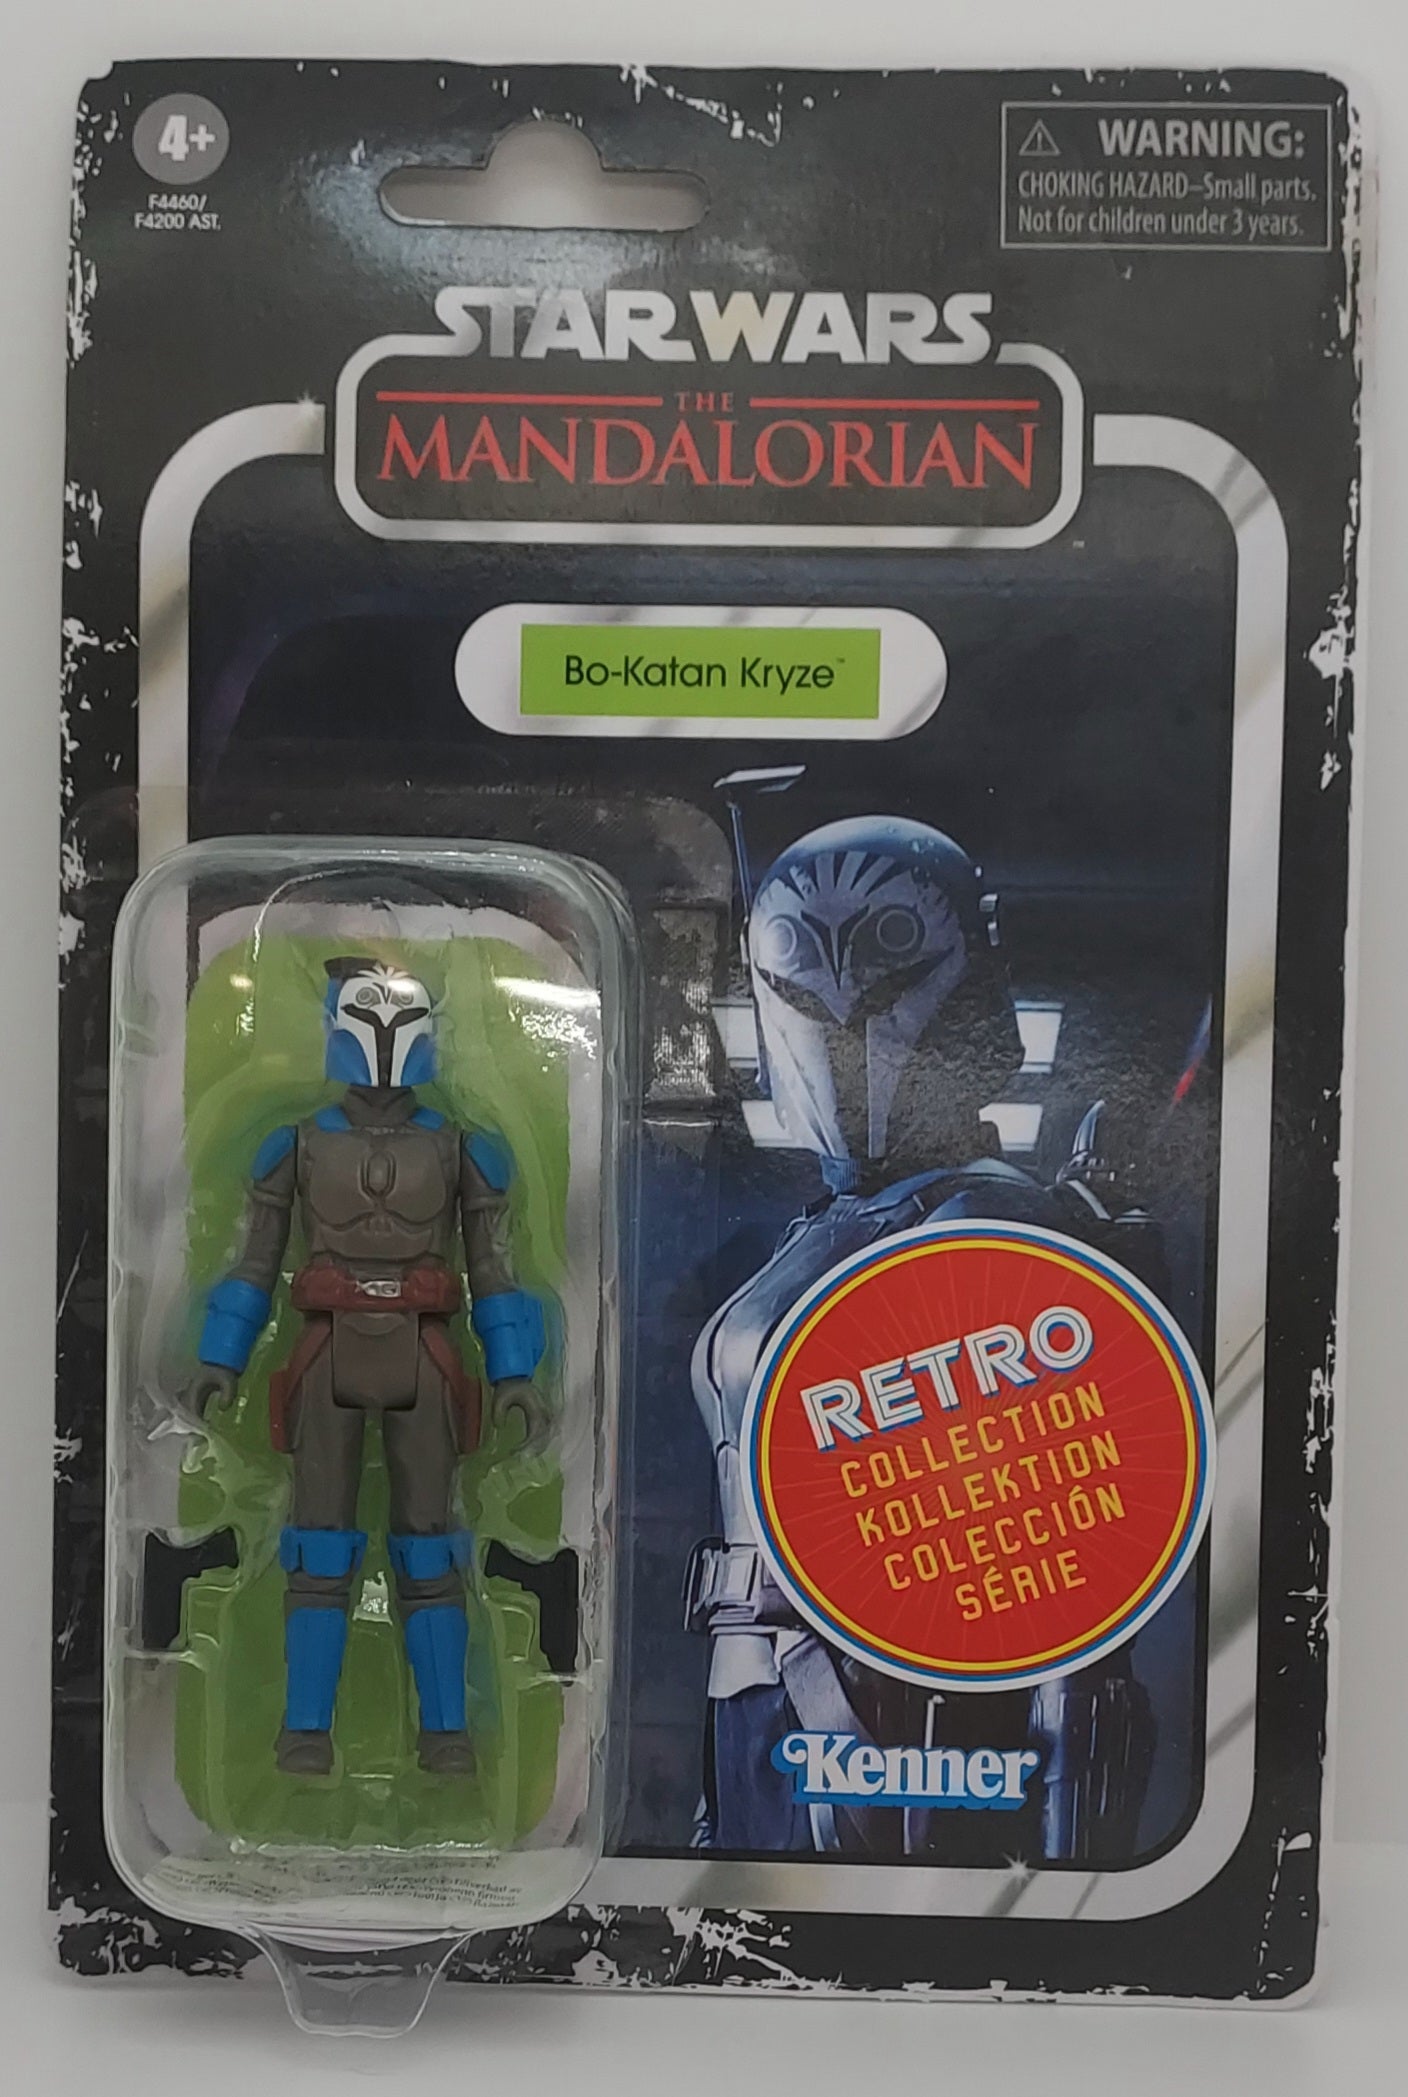 4+
F4460/
F4200 AST.
WARNING:
CHOKING HAZARD–Small parts.
Not for children under 3 years.
STAR WARS
THE
MANDALORIAN
Bo-Katan Kryze™
RETRO
COLLECTION
KOLLEKTION
COLECCIÓN
SÉRIE
Kenner